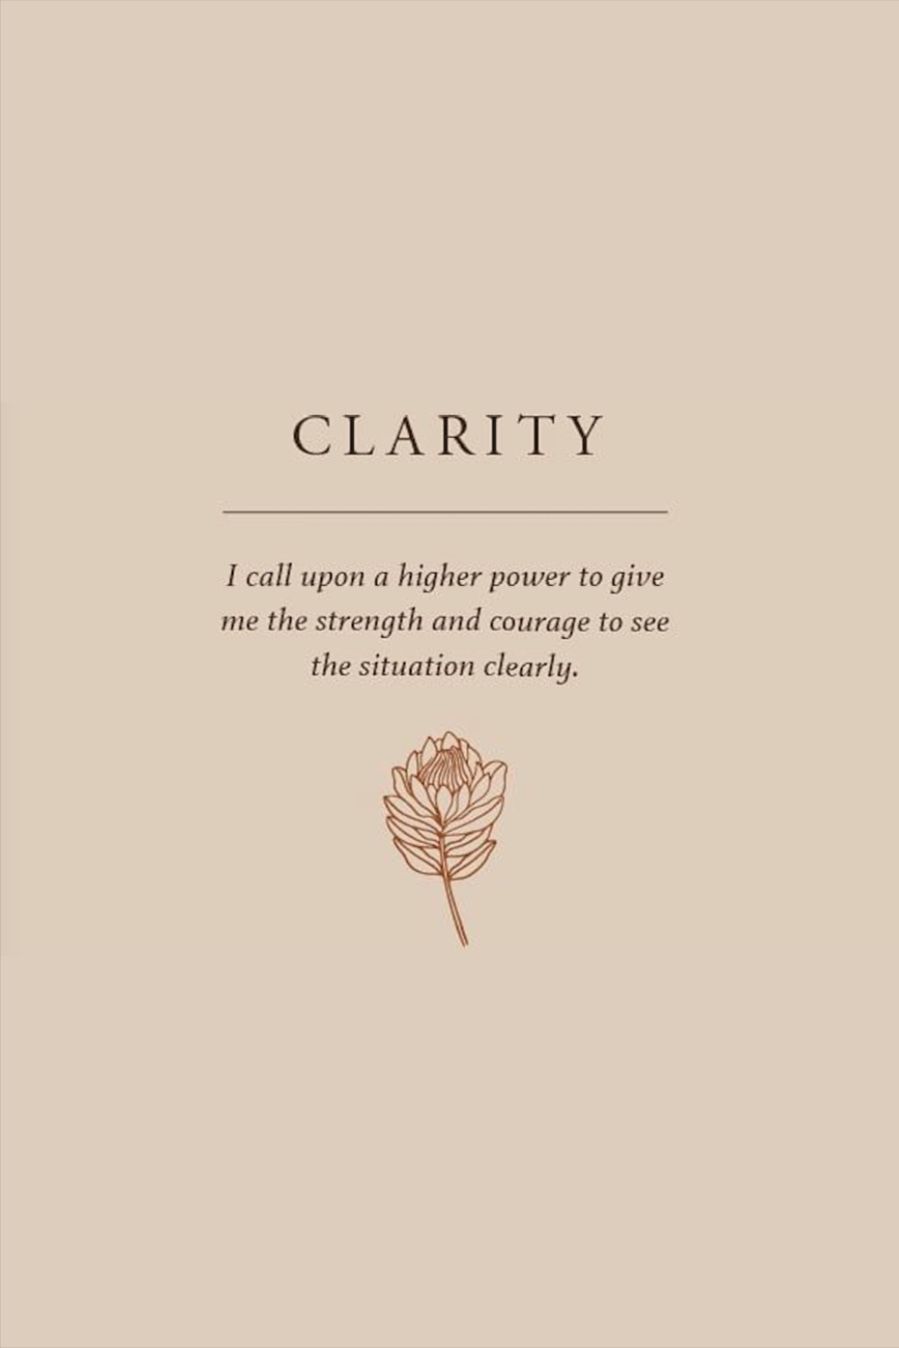 CLARITY
I call upon a higher power to give
me the strength and courage to see
the situation clearly.